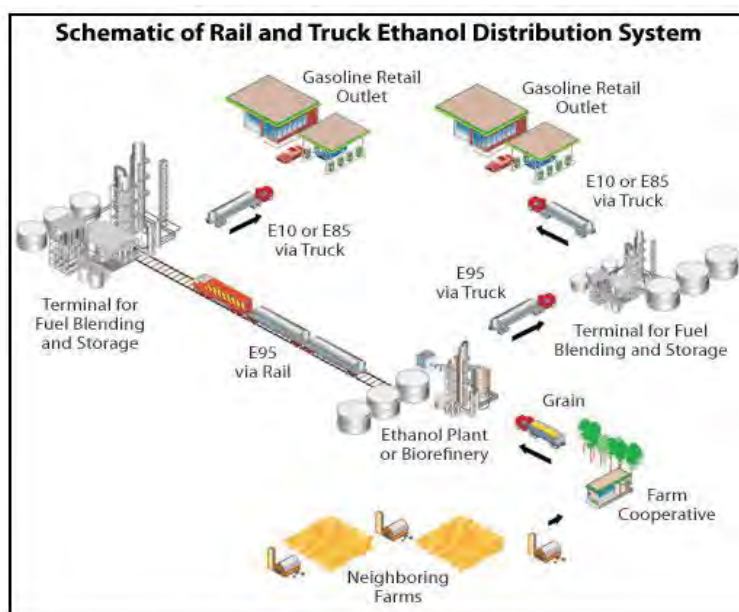 Schematic of Rail and Truck Ethanol Distribution System
Gasoline Retail
Outlet
Gasoline Retail
Outlet
E10 or E85
via Truck
E10 or E85
via Truck
Terminal for
Fuel Blending
and Storage
E95
via Truck
Terminal for Fuel
Blending and Storage
E95
via Rail
Ethanol Plant
or Biorefinery
Grain
Farm
Cooperative
Neighboring
Farms